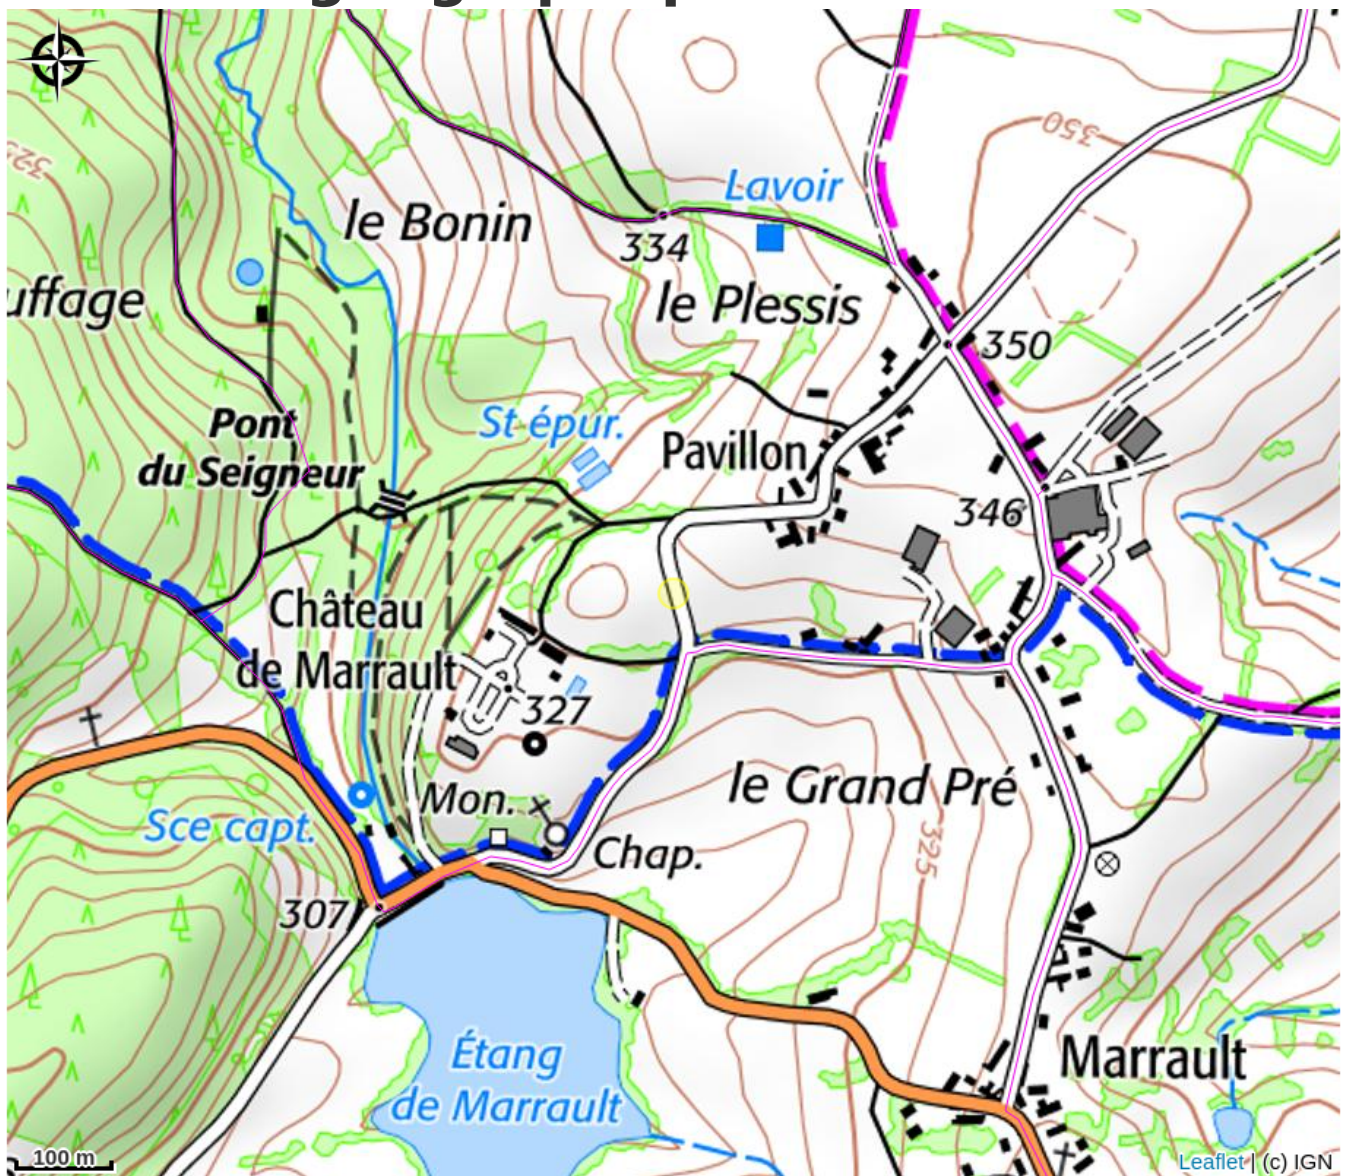 Lavoir
325
350
le Bonin
334
uffage
le Plessis
350
Pont
du Seigneur
St épur.
Pavillon
346
Château
de Marrault
327
Mon.
le Grand Pré
Sce capt.
Chap.
325
307
Étang
de Marrault
Marrault
100 m
Leaflet | (c) IGN